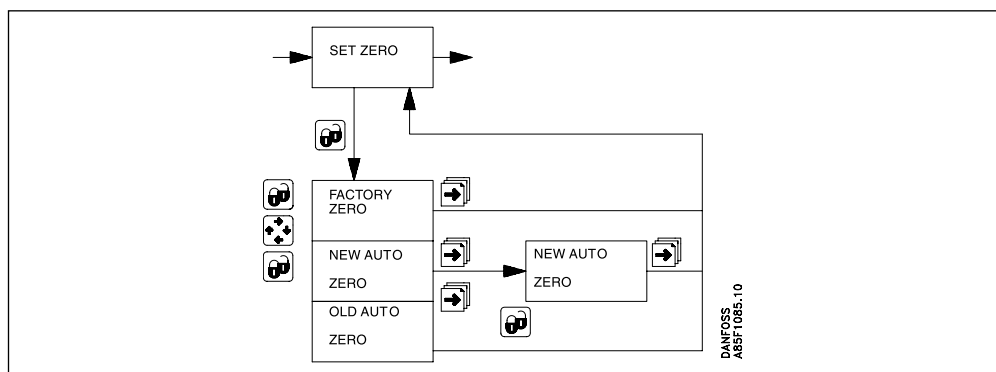 SET ZERO
FACTORY
ZERO
NEW AUTO
ZERO
OLD AUTO
ZERO
NEW AUTO
ZERO
DANFOSS
A85F1085.10